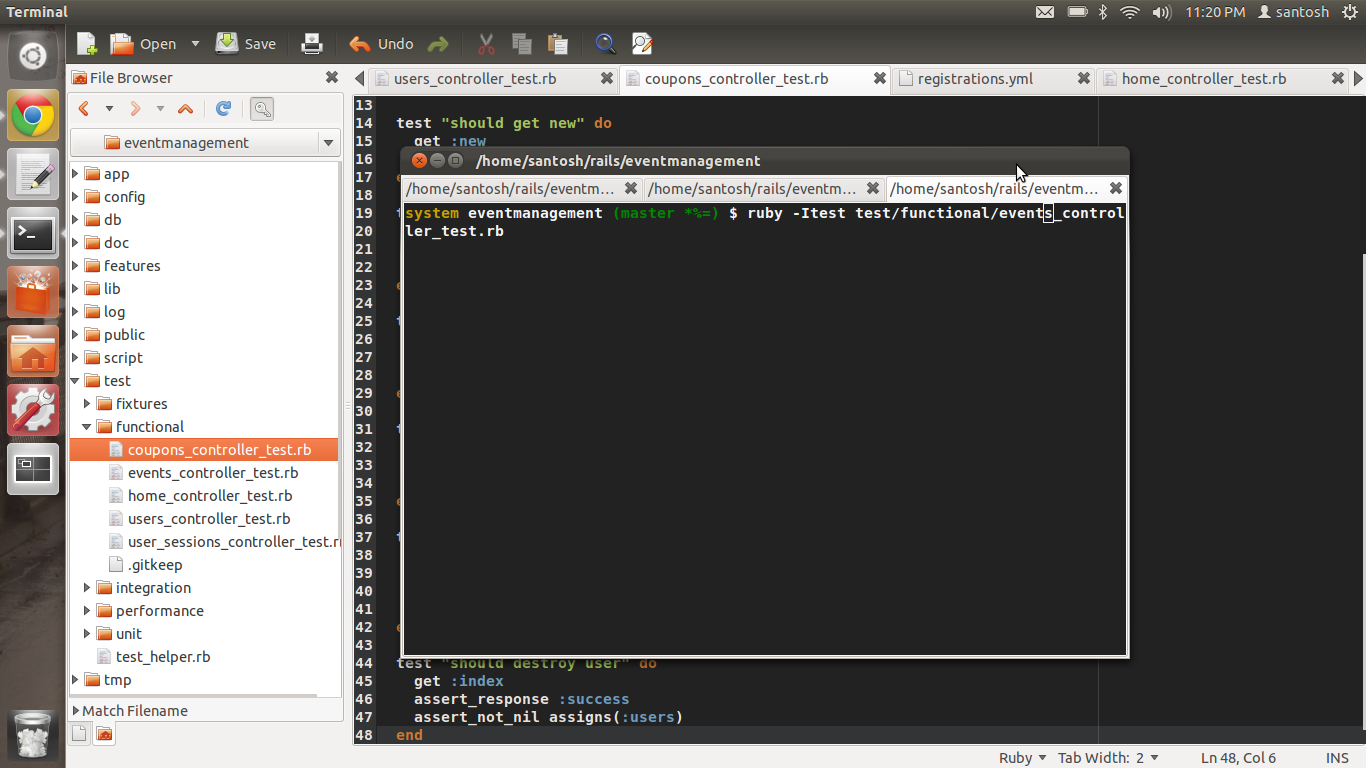 Terminal
11:20 PM santosh
Open Save Undo
File Browser
users_controller_test.rb coupons_controller_test.rb registrations.yml home_controller_test.rb
eventmanagement
app
config
db
doc
features
lib
log
public
script
test
fixtures
functional
coupons_controller_test.rb
events_controller_test.rb
home_controller_test.rb
users_controller_test.rb
user_sessions_controller_test.r
.gitkeep
integration
performance
unit
test_helper.rb
tmp
Match Filename
13
14 test "should get new" do
15 get :new
16
17
18
19
20
21
22
23
24
25
26
27
28
29
30
31
32
33
34
35
36
37
38
39
40
41
42
43
44 test "should destroy user" do
45 get :index
46 assert_response :success
47 assert_not_nil assigns(:users)
48 end
/home/santosh/rails/eventmanagement
/home/santosh/rails/eventm... /home/santosh/rails/eventm... /home/santosh/rails/eventm...
system eventmanagement (master *%=) $ ruby -Itest test/functional/events_control
ler_test.rb
Ruby Tab Width: 2 Ln 48, Col 6 INS